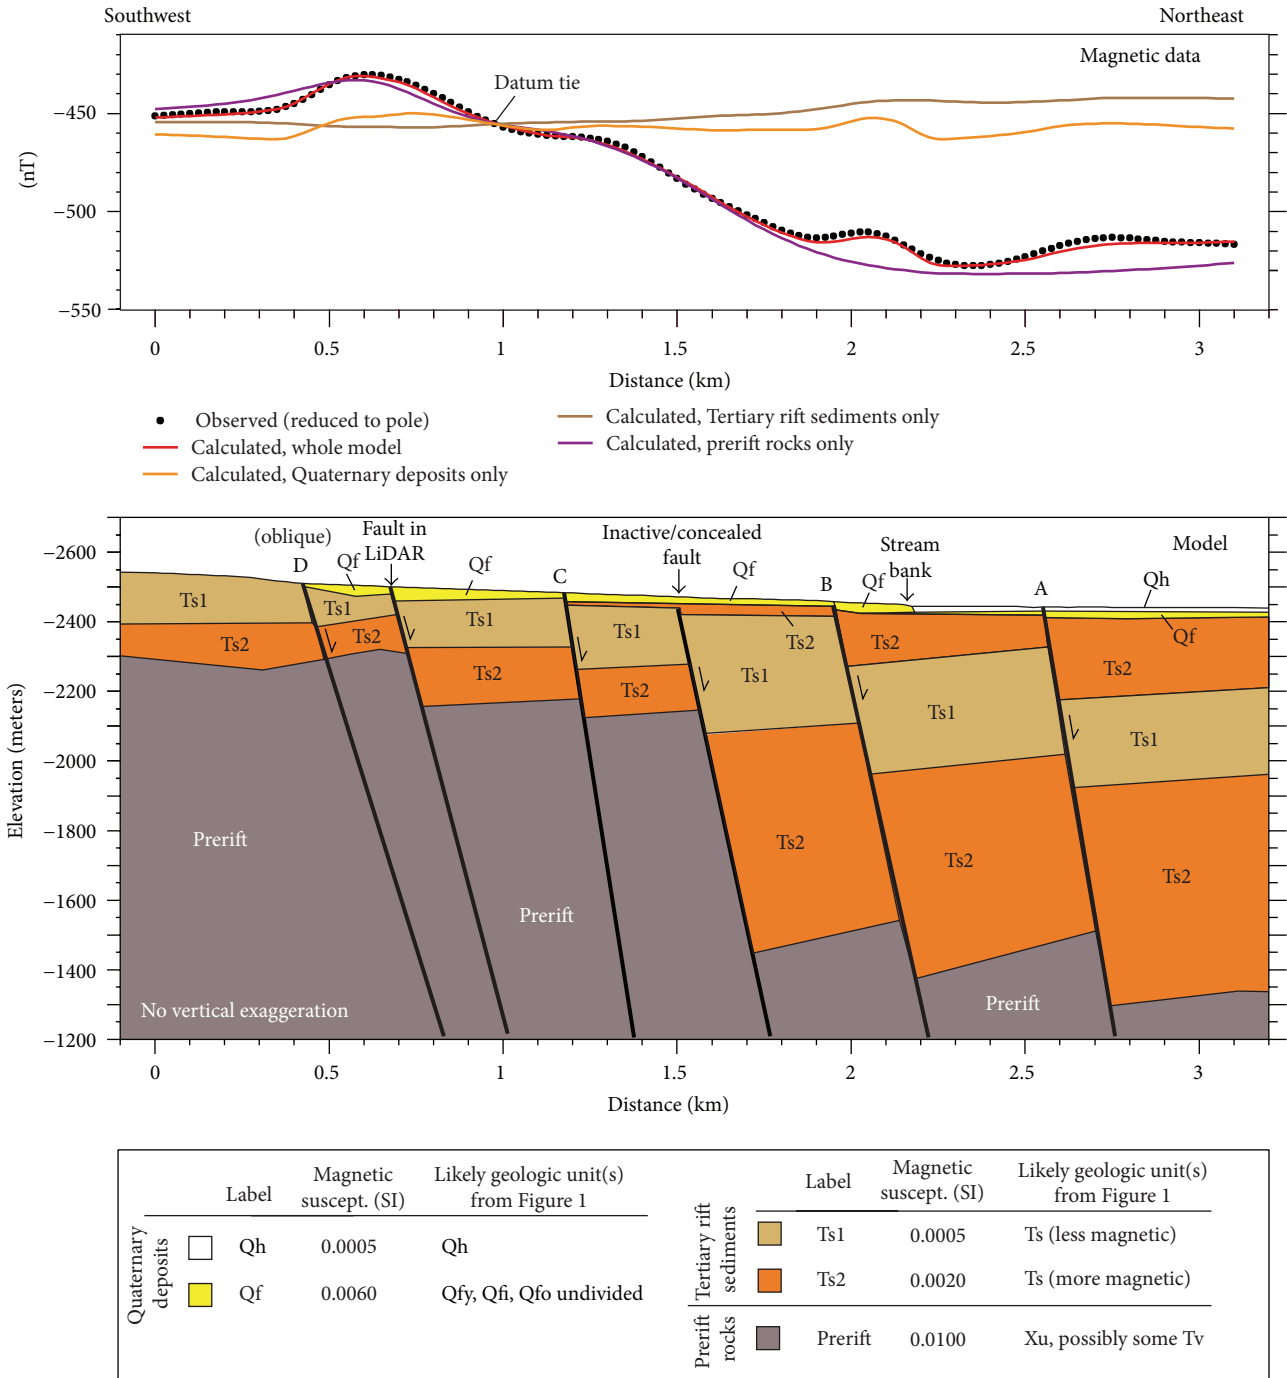 Southwest
Northeast
Magnetic data
Datum tie
−450
−500
−550
(nT)
0 0.5 1 1.5 2 2.5 3
Distance (km)
Observed (reduced to pole)
Calculated, whole model
Calculated, Quaternary deposits only
Calculated, Tertiary rift sediments only
Calculated, prerift rocks only
(oblique)
D
Qf
Fault in
LiDAR
Qf
C
Inactive/concealed
fault
Qf
B
Qf
Stream
bank
A
Model
Qh
Qf
−2600
−2400
−2200
−2000
−1800
−1600
−1400
−1200
Elevation (meters)
Ts1
Ts2
Ts1
Ts2
Ts1
Ts2
Ts1
Ts2
Ts2
Ts1
Ts2
Ts2
Ts1
Ts2
Ts2
Ts1
Ts2
Prerift
Prerift
Prerift
No vertical exaggeration
0 0.5 1 1.5 2 2.5 3
Distance (km)
Quaternary
deposits
Label
Magnetic
suscept. (SI)
Likely geologic unit(s)
from Figure 1
Qh 0.0005 Qh
Qf 0.0060 Qfy, Qfi, Qfo undivided
Tertiary rift
sediments
Label
Magnetic
suscept. (SI)
Likely geologic unit(s)
from Figure 1
Ts1 0.0005 Ts (less magnetic)
Ts2 0.0020 Ts (more magnetic)
Prerift
rocks
Prerift 0.0100 Xu, possibly some Tv